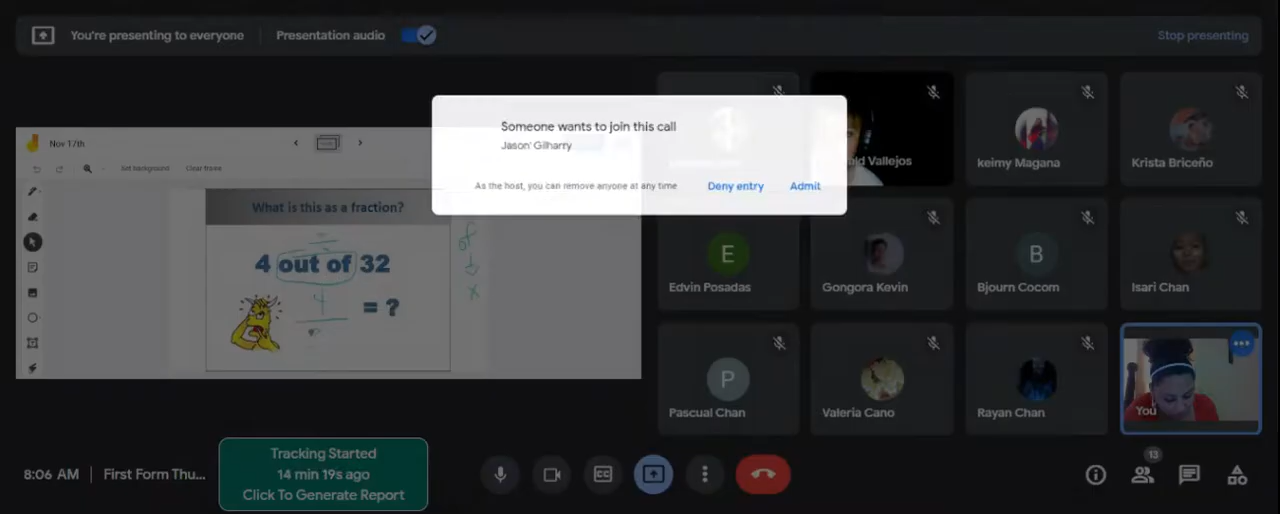 You're presenting to everyone
Presentation audio
Stop presenting
Someone wants to join this call
Jason' Gilharry
As the host, you can remove anyone at any time
Deny entry
Admit
Nov 17th
Set background
Clear frame
What is this as a fraction?
4 out of 32
4
= ?
of
x
ld Vallejos
keimy Magana
Krista Briceño
E
Edvin Posadas
Gongora Kevin
B
Bjourn Cocom
Isari Chan
P
Pascual Chan
Valeria Cano
Rayan Chan
You
8:06 AM
First Form Thu...
Tracking Started
14 min 19s ago
Click To Generate Report
CC
13